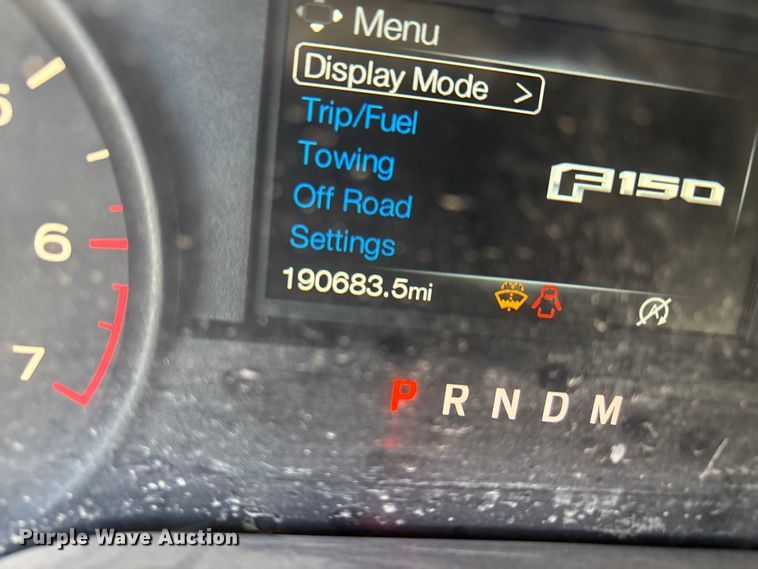 Menu
Display Mode >
Trip/Fuel
Towing
Off Road
Settings
F150
190683.5mi
A
6
7
P R N D M
Purple Wave Auction